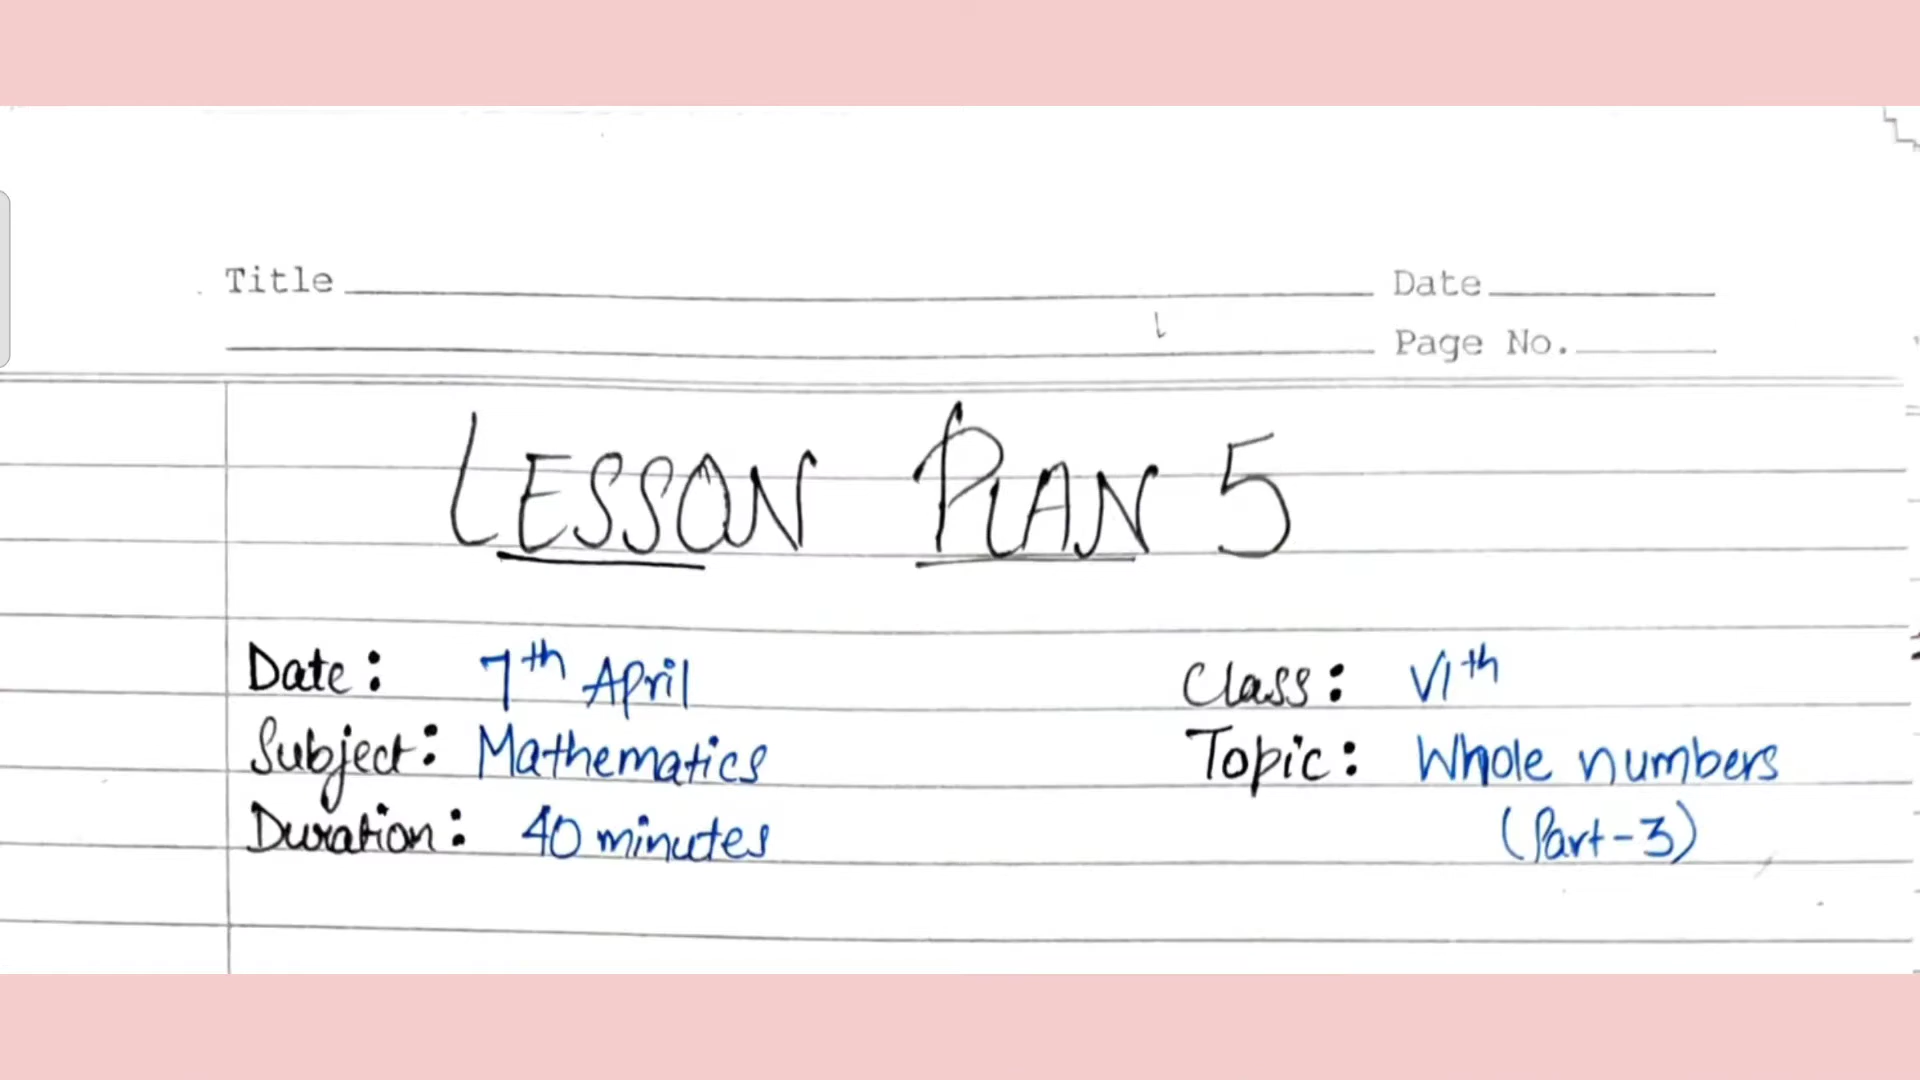 Title Date
Page No.
LESSON PLAN 5
Date: 7th April Class: VIth
Subject: Mathematics Topic: Whole numbers
Duration: 40 minutes (Part-3)